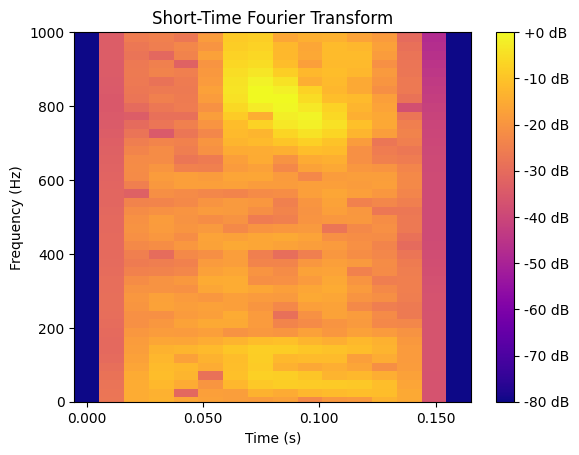 Short-Time Fourier Transform
Frequency (Hz)
1000
800
600
400
200
0
0.000
0.050
0.100
0.150
Time (s)
+0 dB
-10 dB
-20 dB
-30 dB
-40 dB
-50 dB
-60 dB
-70 dB
-80 dB